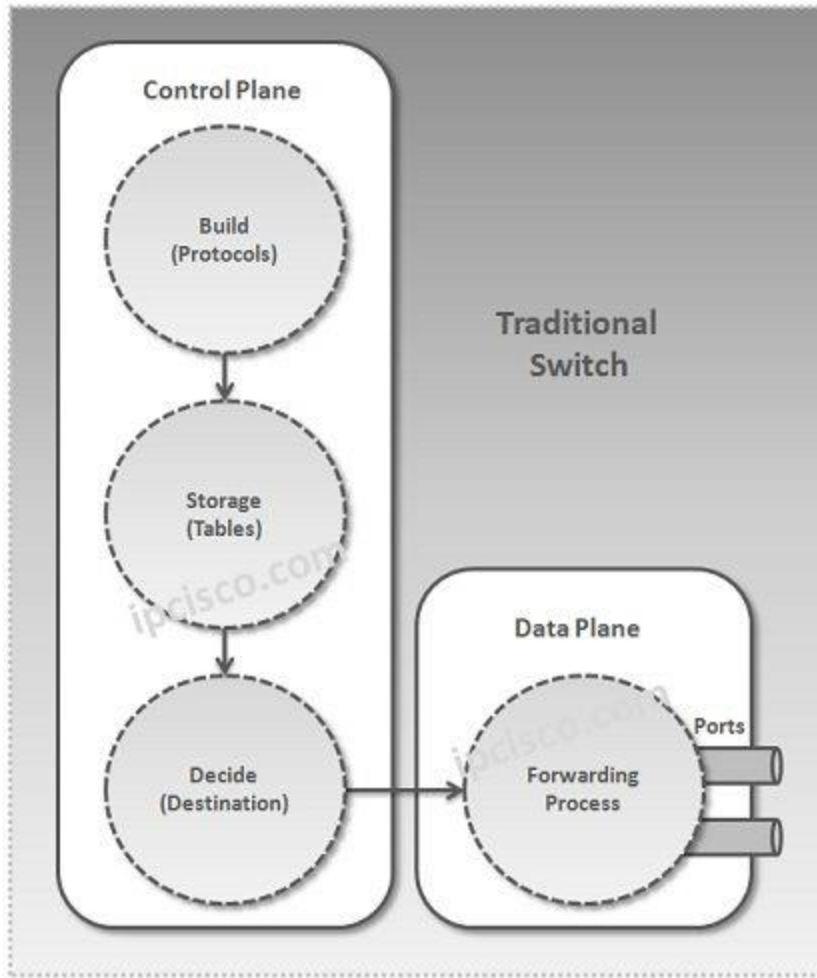 Control Plane
Build
(Protocols)
Traditional
Switch
Storage
(Tables)
ipcisco.com
Data Plane
Decide
(Destination)
ipcisco.com
Ports
Forwarding
Process